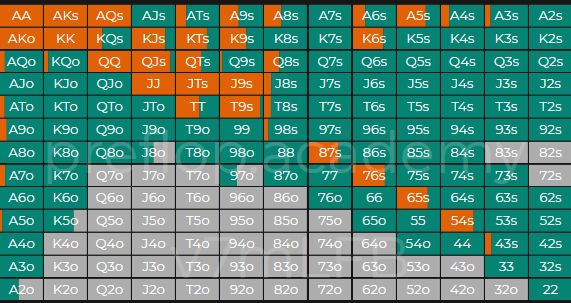 AA AKs AQs AJs ATs A9s A8s A7s A6s A5s A4s A3s A2s
AKo KK KQs KJs KTs K9s K8s K7s K6s K5s K4s K3s K2s
AQo KQo QQ QJs QTs Q9s Q8s Q7s Q6s Q5s Q4s Q3s Q2s
AJo KJo QJo JJ JTs J9s J8s J7s J6s J5s J4s J3s J2s
ATo KTo QTo JTo TT T9s T8s T7s T6s T5s T4s T3s T2s
A9o K9o Q9o J9o T9o 99 98s 97s 96s 95s 94s 93s 92s
A8o K8o Q8o J8o T8o 98o 88 87s 86s 85s 84s 83s 82s
A7o K7o Q7o J7o T7o 97o 87o 77 76s 75s 74s 73s 72s
A6o K6o Q6o J6o T6o 96o 86o 76o 66 65s 64s 63s 62s
A5o K5o Q5o J5o T5o 95o 85o 75o 65o 55 54s 53s 52s
A4o K4o Q4o J4o T4o 94o 84o 74o 64o 54o 44 43s 42s
A3o K3o Q3o J3o T3o 93o 83o 73o 63o 53o 43o 33 32s
A2o K2o Q2o J2o T2o 92o 82o 72o 62o 52o 42o 32o 22
preflop.academy